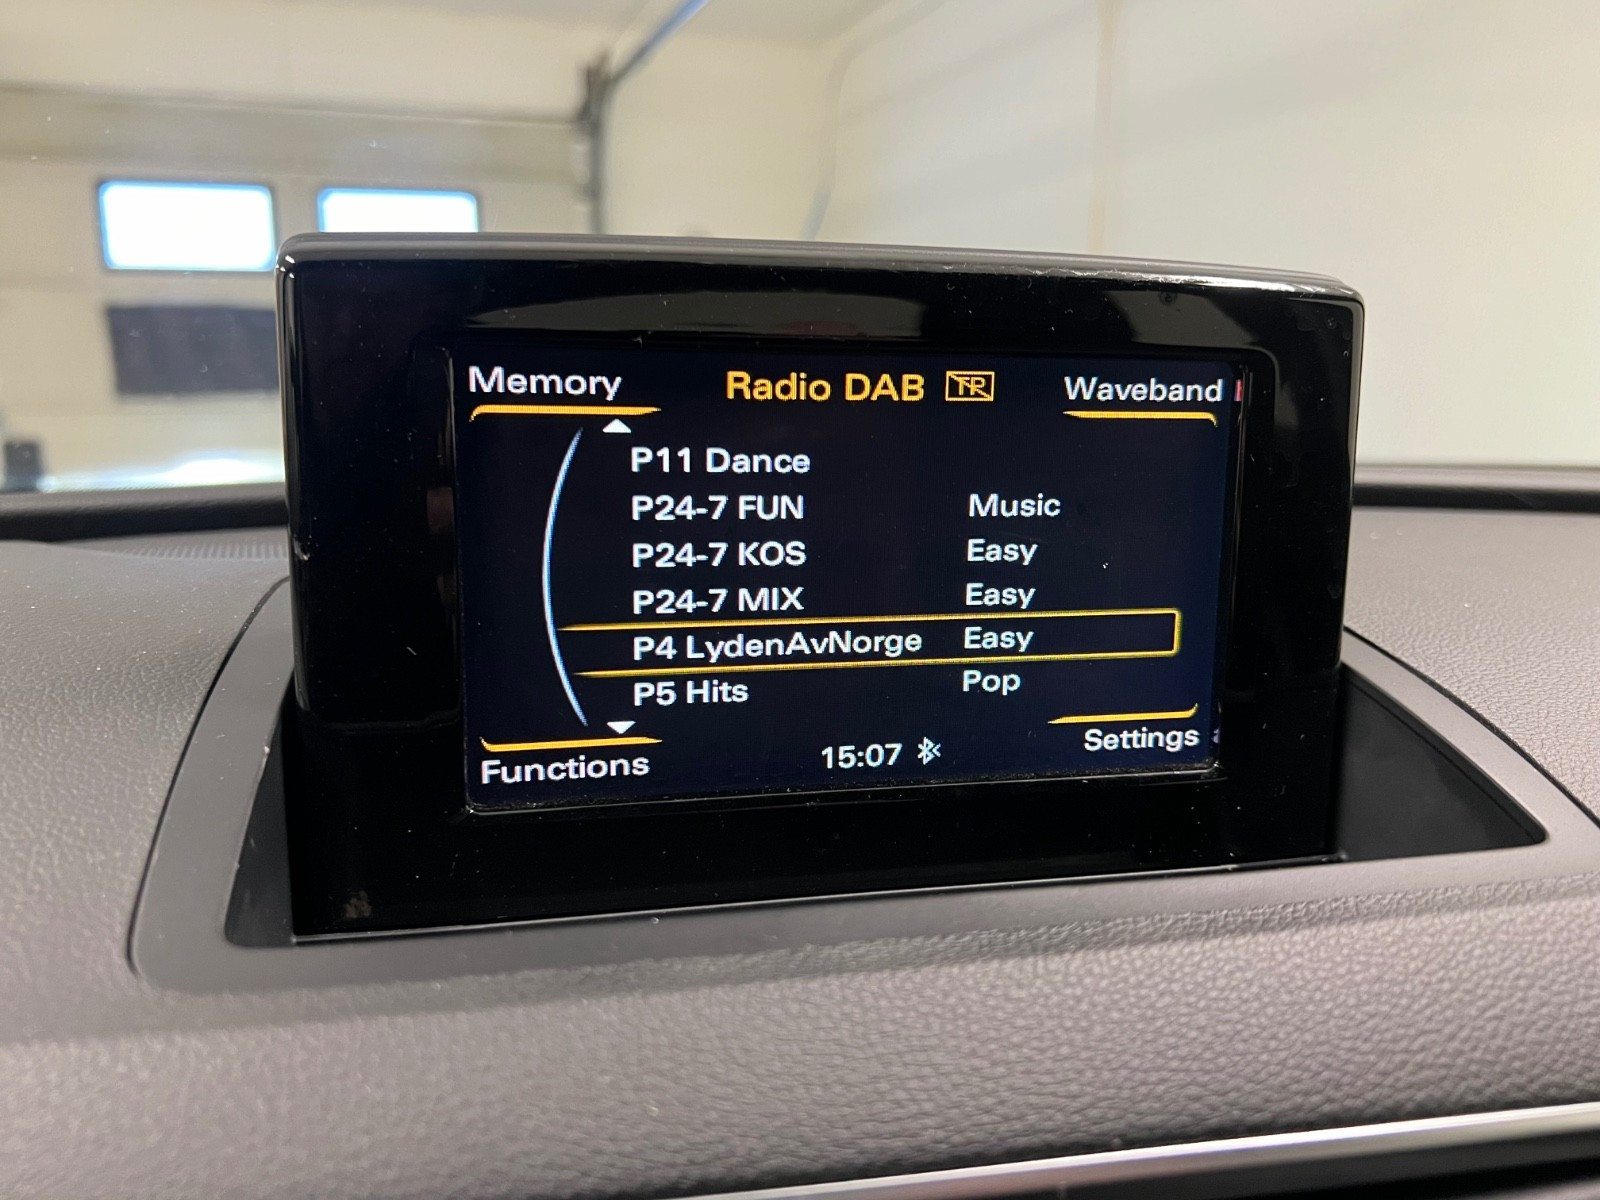 Memory Radio DAB TR Waveband
P11 Dance
P24-7 FUN Music
P24-7 KOS Easy
P24-7 MIX Easy
P4 LydenAvNorge Easy
P5 Hits Pop
Functions 15:07 Settings